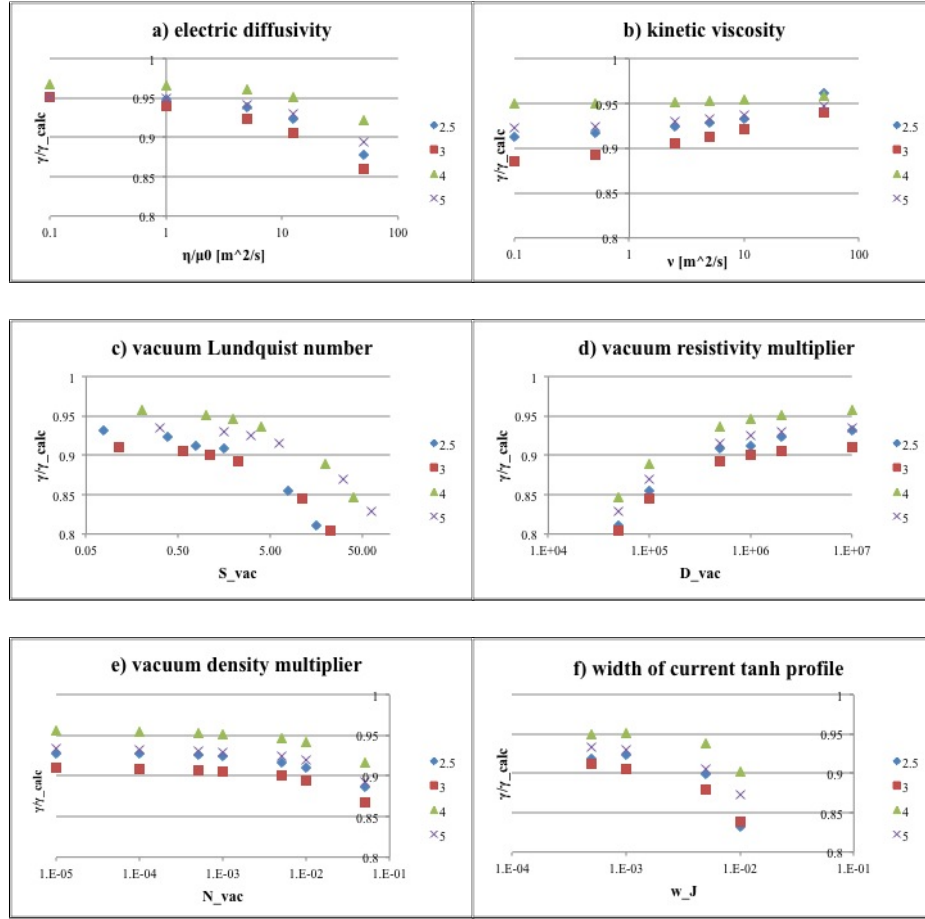 a) electric diffusivity
1
0.95
0.9
0.85
0.8
γ/γ_calc
0.1
1
10
100
η/μ0 [m^2/s]
2.5
3
4
5
b) kinetic viscosity
1
0.95
0.9
0.85
0.8
γ/γ_calc
0.1
1
10
100
ν [m^2/s]
2.5
3
4
5
c) vacuum Lundquist number
1
0.95
0.9
0.85
0.8
γ/γ_calc
0.05
0.50
5.00
50.00
S_vac
2.5
3
4
5
d) vacuum resistivity multiplier
1
0.95
0.9
0.85
0.8
γ/γ_calc
1.E+04
1.E+05
1.E+06
1.E+07
D_vac
2.5
3
4
5
e) vacuum density multiplier
1
0.95
0.9
0.85
0.8
γ/γ_calc
1.E-05
1.E-04
1.E-03
1.E-02
1.E-01
N_vac
2.5
3
4
5
f) width of current tanh profile
1
0.95
0.9
0.85
0.8
γ/γ_calc
1.E-04
1.E-03
1.E-02
1.E-01
w_J
2.5
3
4
5